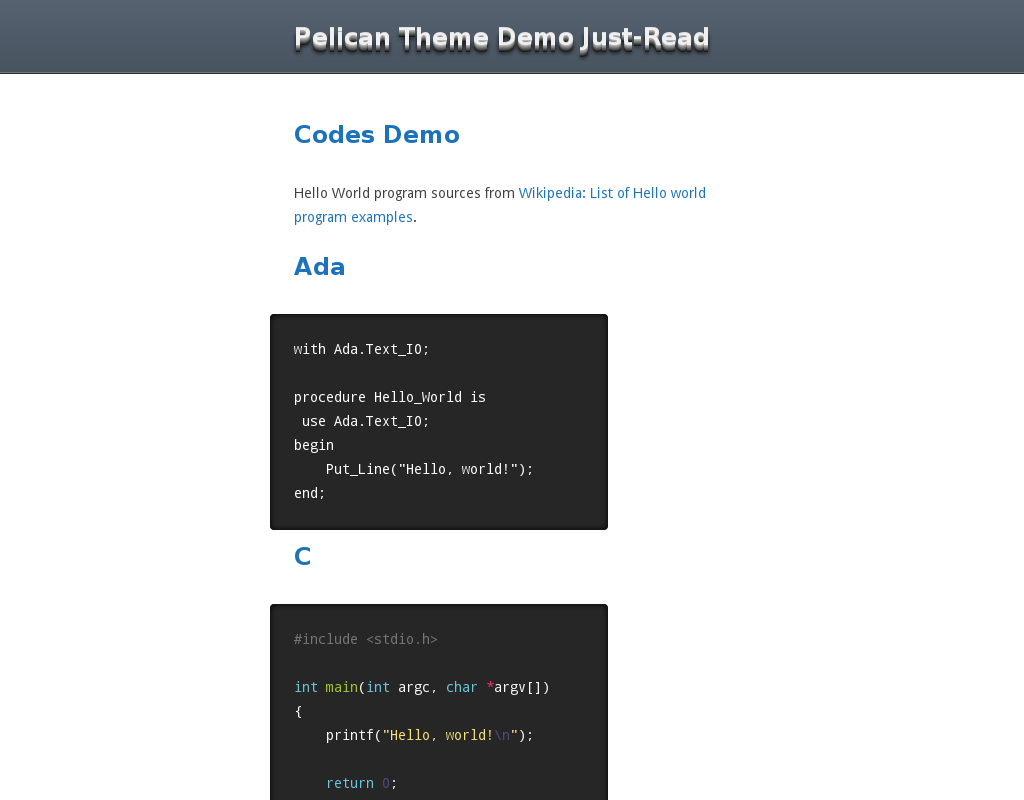 Pelican Theme Demo Just-Read
Codes Demo
Hello World program sources from Wikipedia: List of Hello world
program examples.
Ada
with Ada.Text_IO;
procedure Hello_World is
 use Ada.Text_IO;
begin
    Put_Line("Hello, world!");
end;
C
#include <stdio.h>
int main(int argc, char *argv[])
{
    printf("Hello, world!\n");
    return 0;